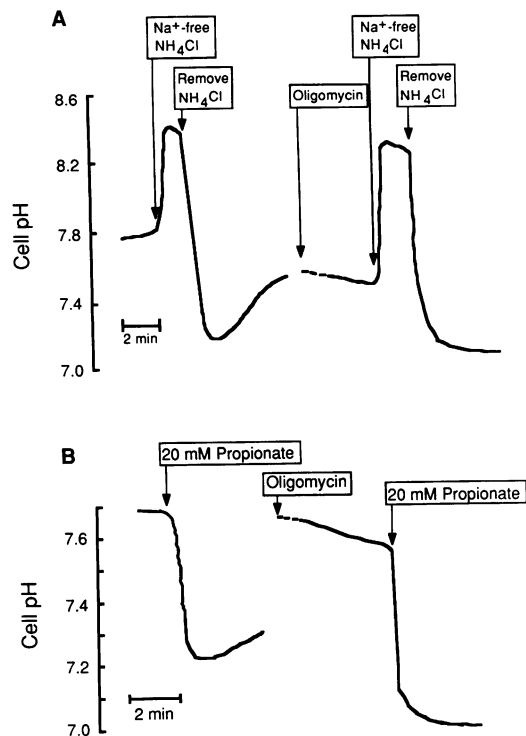 A
Na+-free
NH4Cl
Remove
NH4Cl
Oligomycin
Na+-free
NH4Cl
Remove
NH4Cl
8.6
8.2
7.8
7.4
7.0
Cell pH
2 min
B
20 mM Propionate
Oligomycin
20 mM Propionate
7.6
7.4
7.2
7.0
Cell pH
2 min